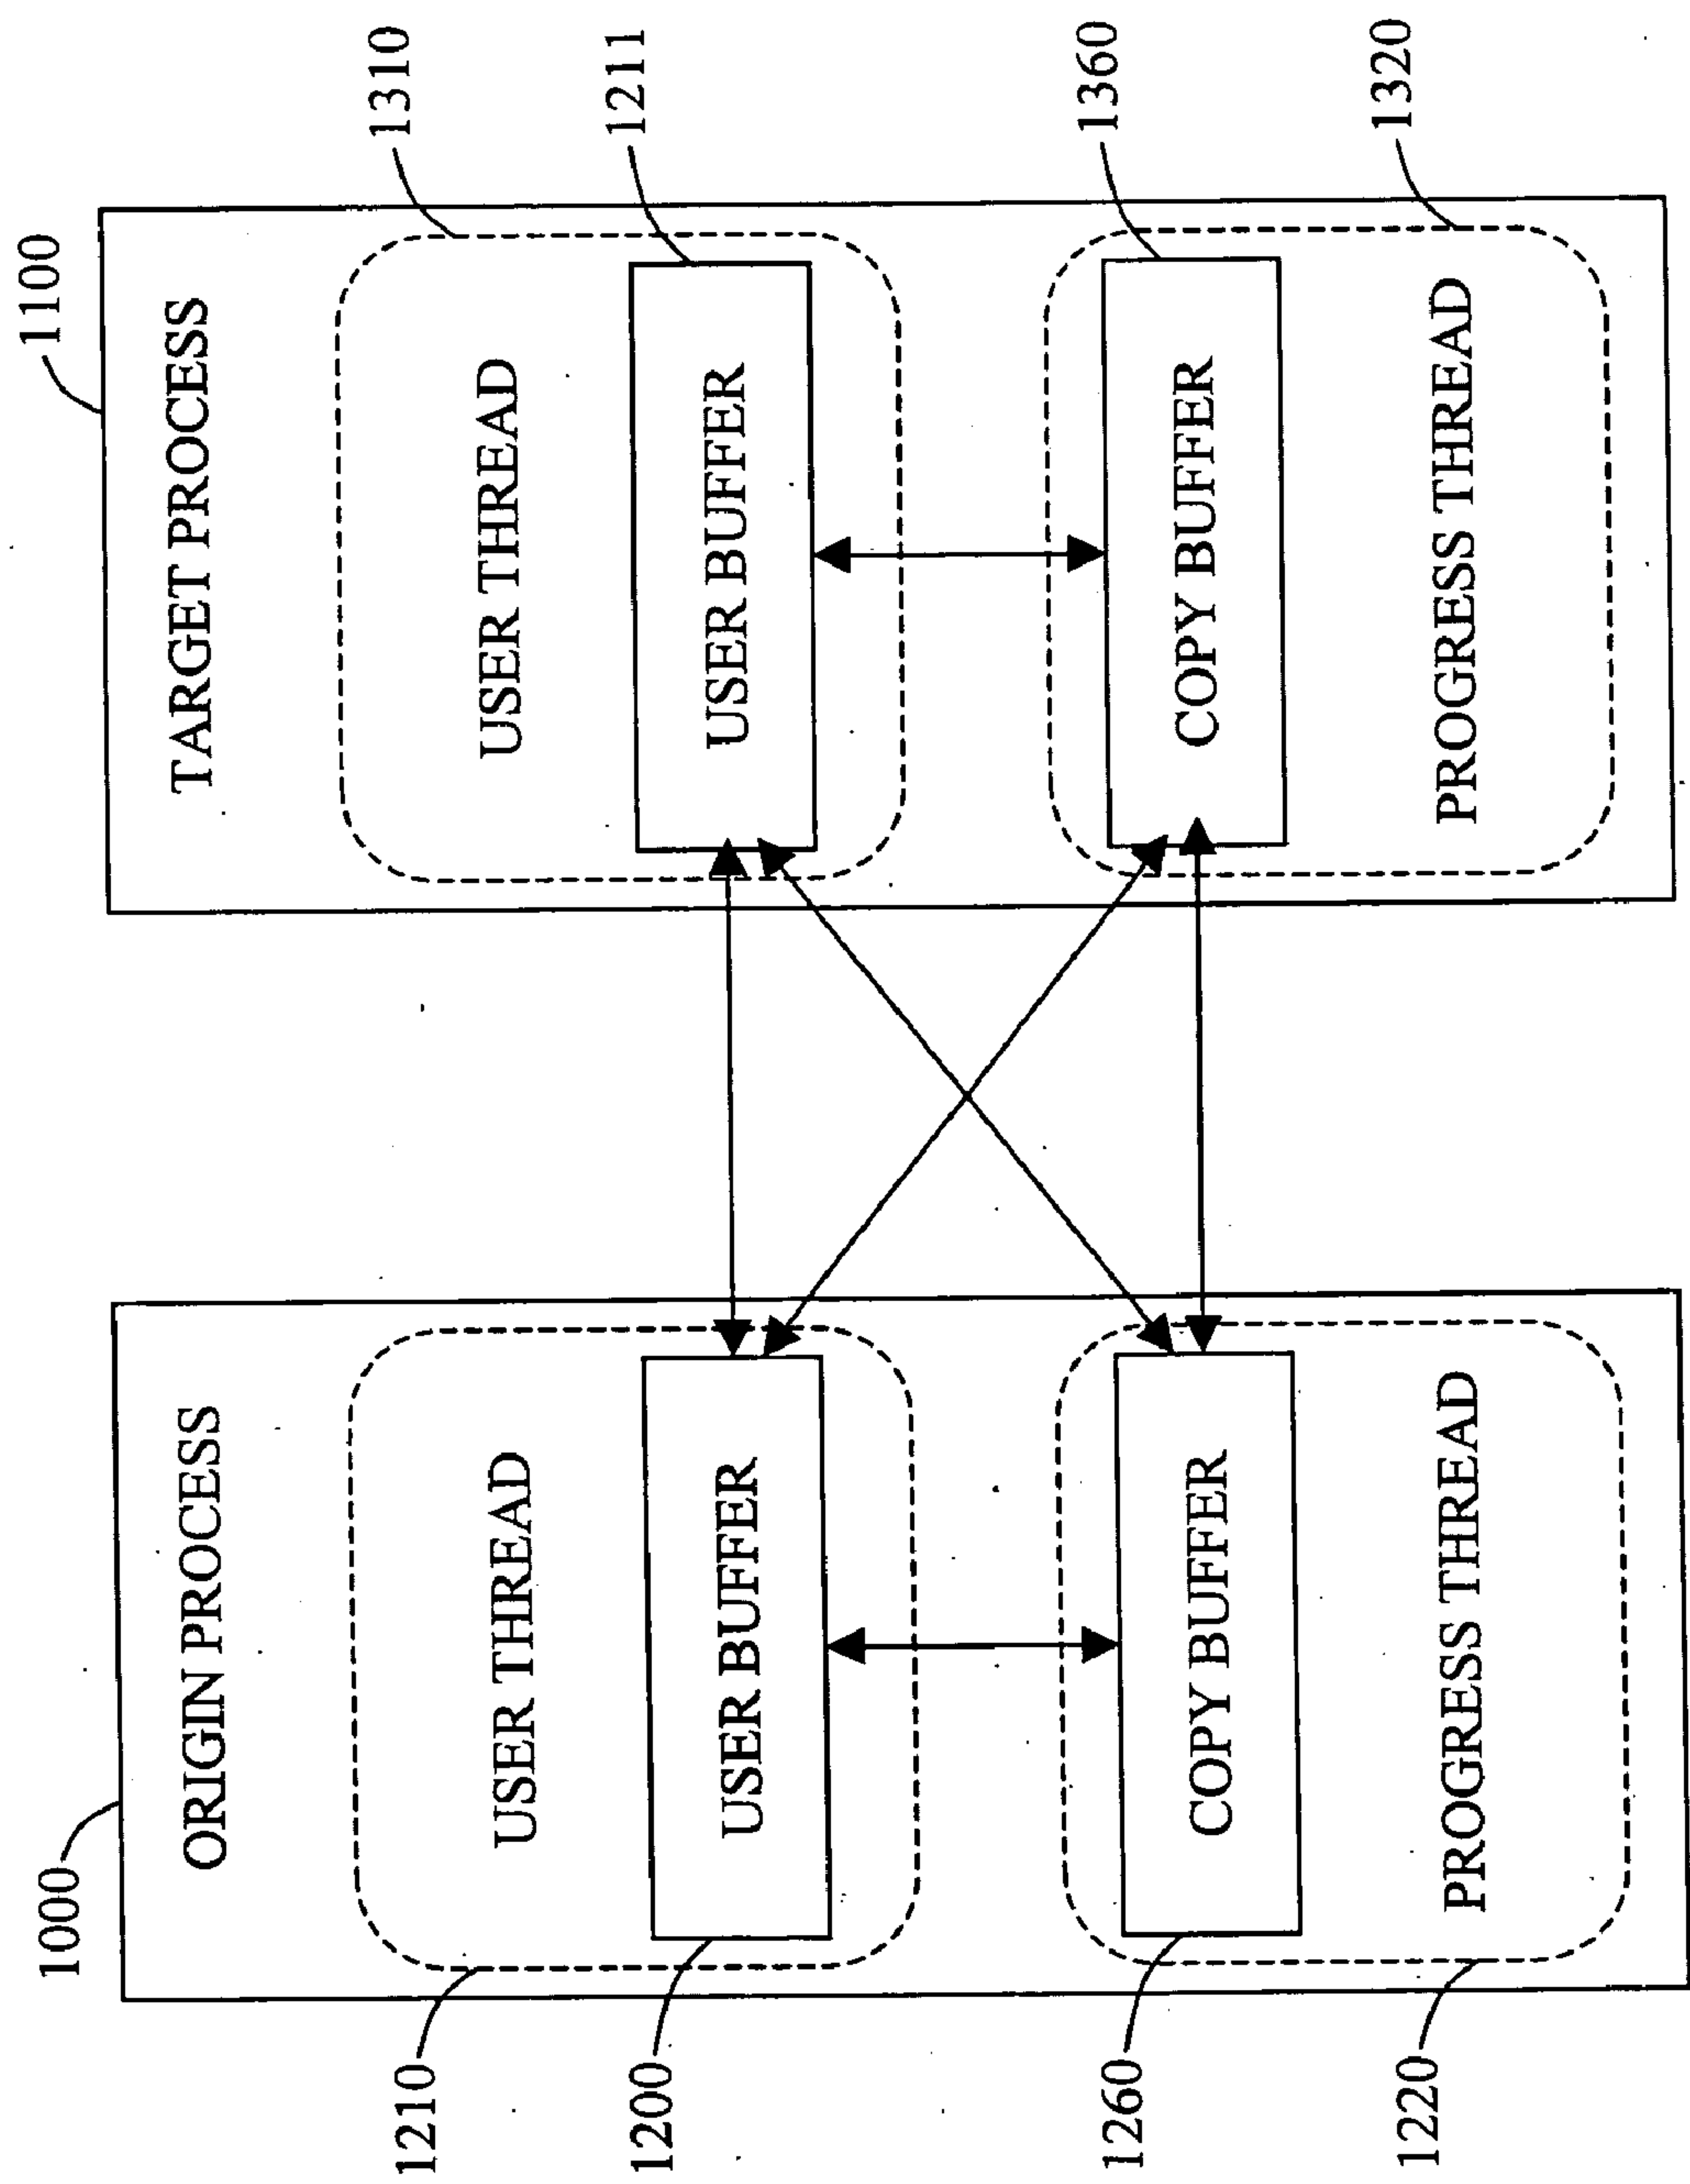 1000
ORIGIN PROCESS
1210
USER THREAD
1200
USER BUFFER
1260
COPY BUFFER
1220
PROGRESS THREAD
1100
TARGET PROCESS
1310
USER THREAD
1211
USER BUFFER
1360
COPY BUFFER
1320
PROGRESS THREAD